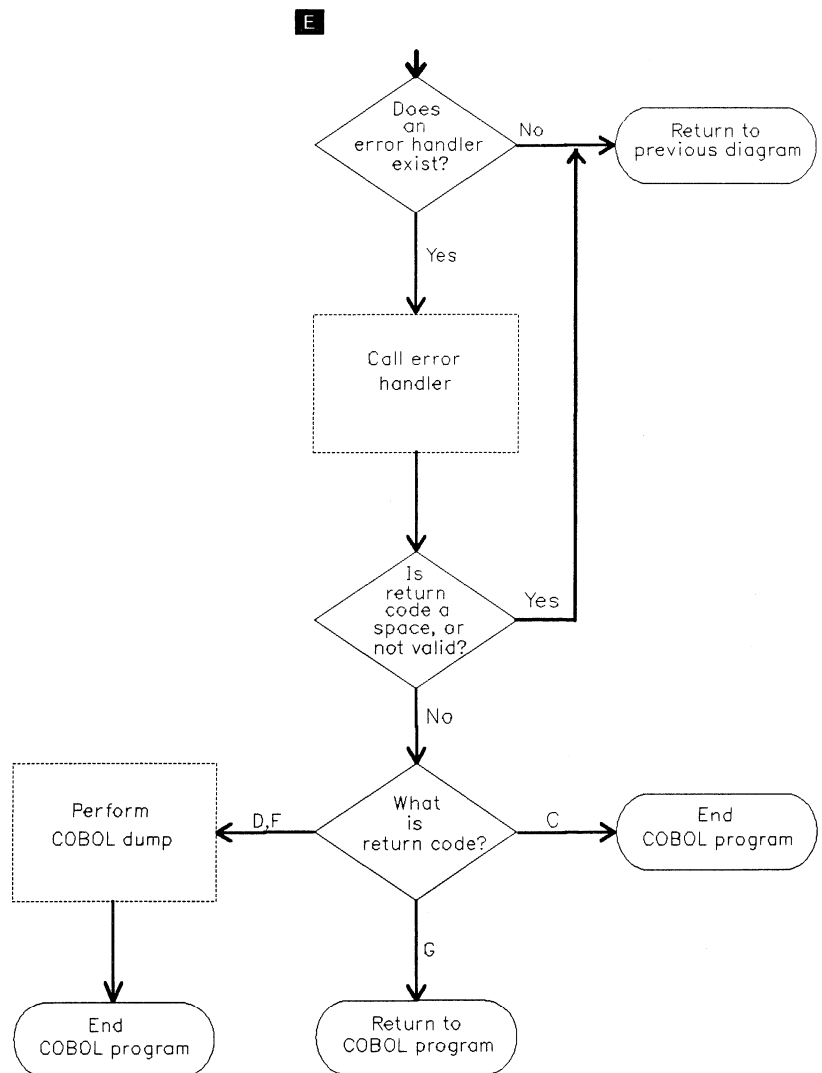 E
Does
an
error handler
exist?
No
Return to
previous diagram
Yes
Call error
handler
Is
return
code a
space, or
not valid?
Yes
No
What
is
return code?
D,F
Perform
COBOL dump
C
End
COBOL program
G
End
COBOL program
Return to
COBOL program